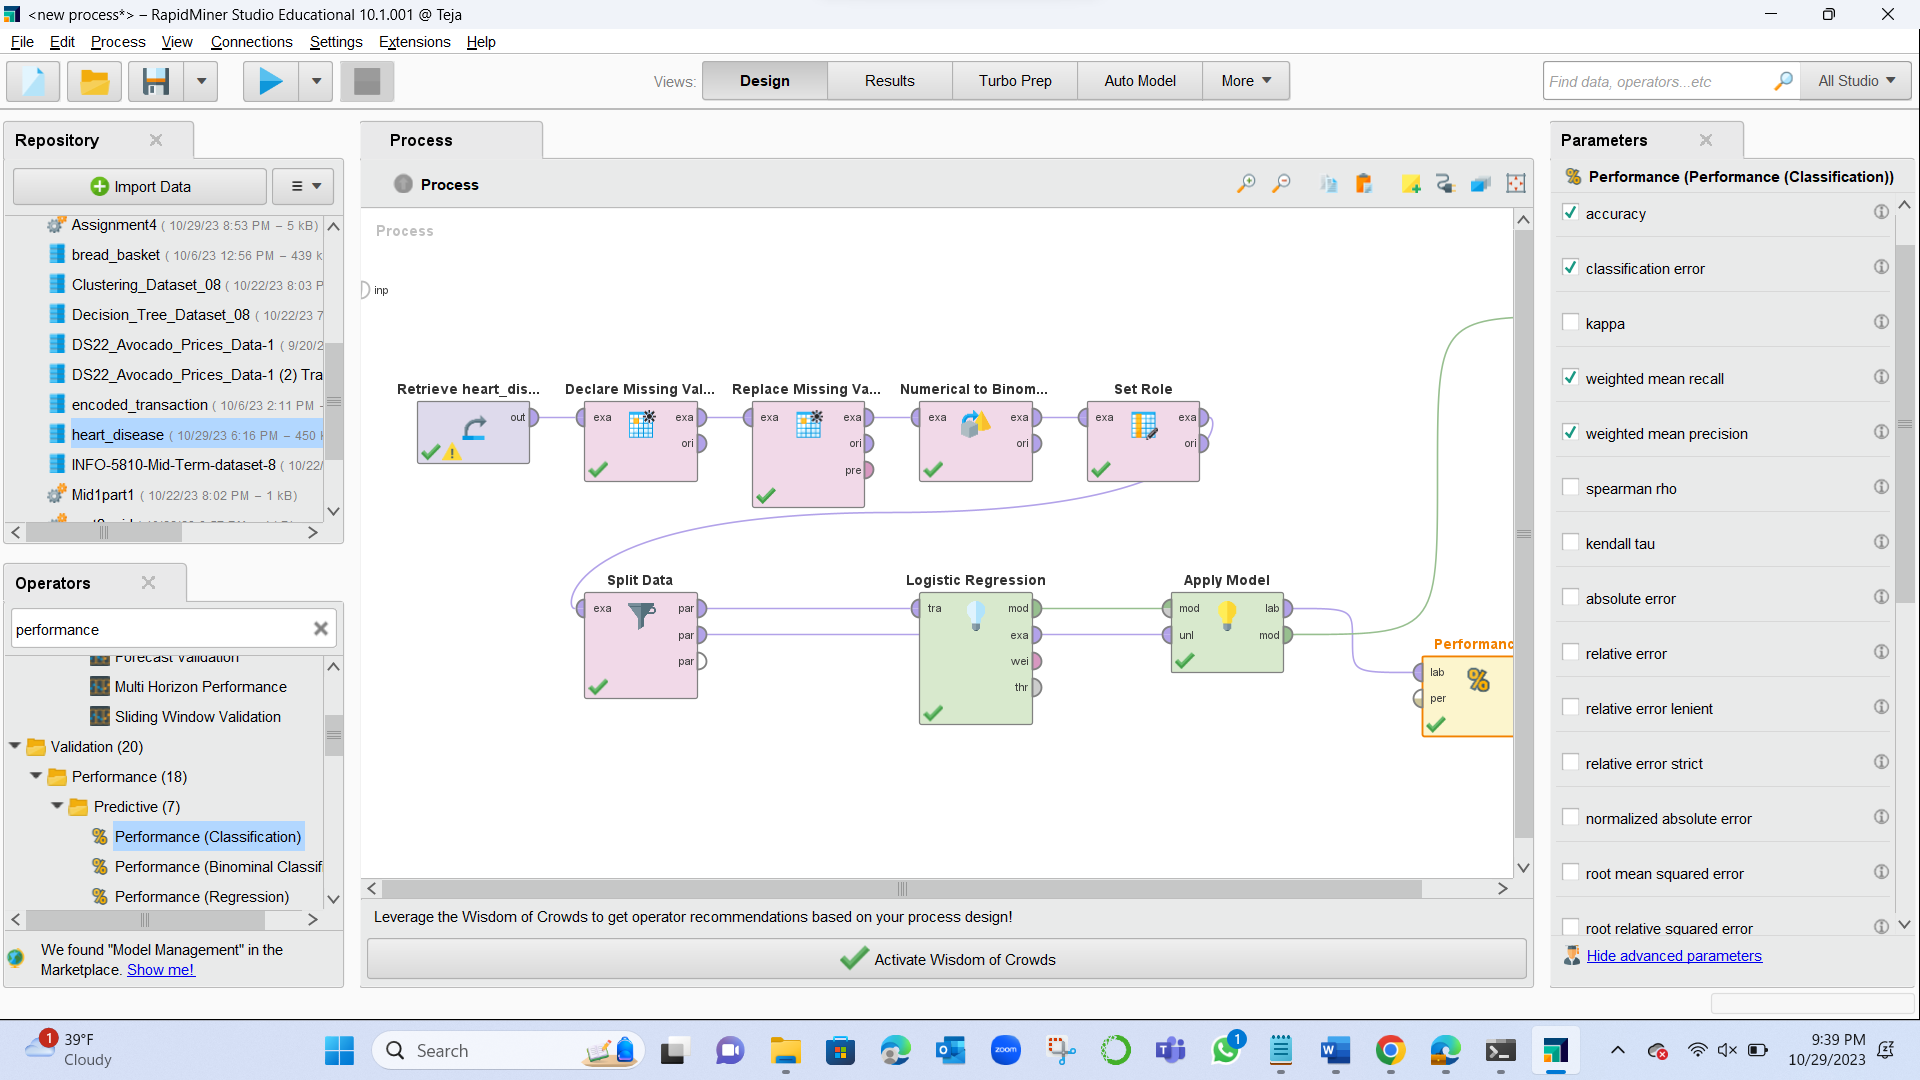 <new process*> – RapidMiner Studio Educational 10.1.001 @ Teja
File Edit Process View Connections Settings Extensions Help
Views: Design Results Turbo Prep Auto Model More
Find data, operators...etc All Studio
Repository
Import Data
Assignment4 ( 10/29/23 8:53 PM – 5 kB)
bread_basket ( 10/6/23 12:56 PM – 439 k
Clustering_Dataset_08 ( 10/22/23 8:03 P
Decision_Tree_Dataset_08 ( 10/22/23 7
DS22_Avocado_Prices_Data-1 ( 9/20/2
DS22_Avocado_Prices_Data-1 (2) Tra
encoded_transaction ( 10/6/23 2:11 PM -
heart_disease ( 10/29/23 6:16 PM – 450 k
INFO-5810-Mid-Term-dataset-8 ( 10/22/
Mid1part1 ( 10/22/23 8:02 PM – 1 kB)
Operators
performance
Forecast Validation
Multi Horizon Performance
Sliding Window Validation
Validation (20)
Performance (18)
Predictive (7)
Performance (Classification)
Performance (Binominal Classifi
Performance (Regression)
We found "Model Management" in the
Marketplace. Show me!
Process
Process
Process
inp
Retrieve heart_dis...
out
Declare Missing Val...
exa exa
ori
Replace Missing Va...
exa exa
ori
pre
Numerical to Binom...
exa exa
ori
Set Role
exa exa
ori
Split Data
exa par
par
par
Logistic Regression
tra mod
exa
wei
thr
Apply Model
mod lab
unl mod
Performanc
lab
per
Leverage the Wisdom of Crowds to get operator recommendations based on your process design!
Activate Wisdom of Crowds
Parameters
Performance (Performance (Classification))
accuracy
classification error
kappa
weighted mean recall
weighted mean precision
spearman rho
kendall tau
absolute error
relative error
relative error lenient
relative error strict
normalized absolute error
root mean squared error
root relative squared error
Hide advanced parameters
1
39°F
Cloudy
Search
zoom
1
9:39 PM
10/29/2023